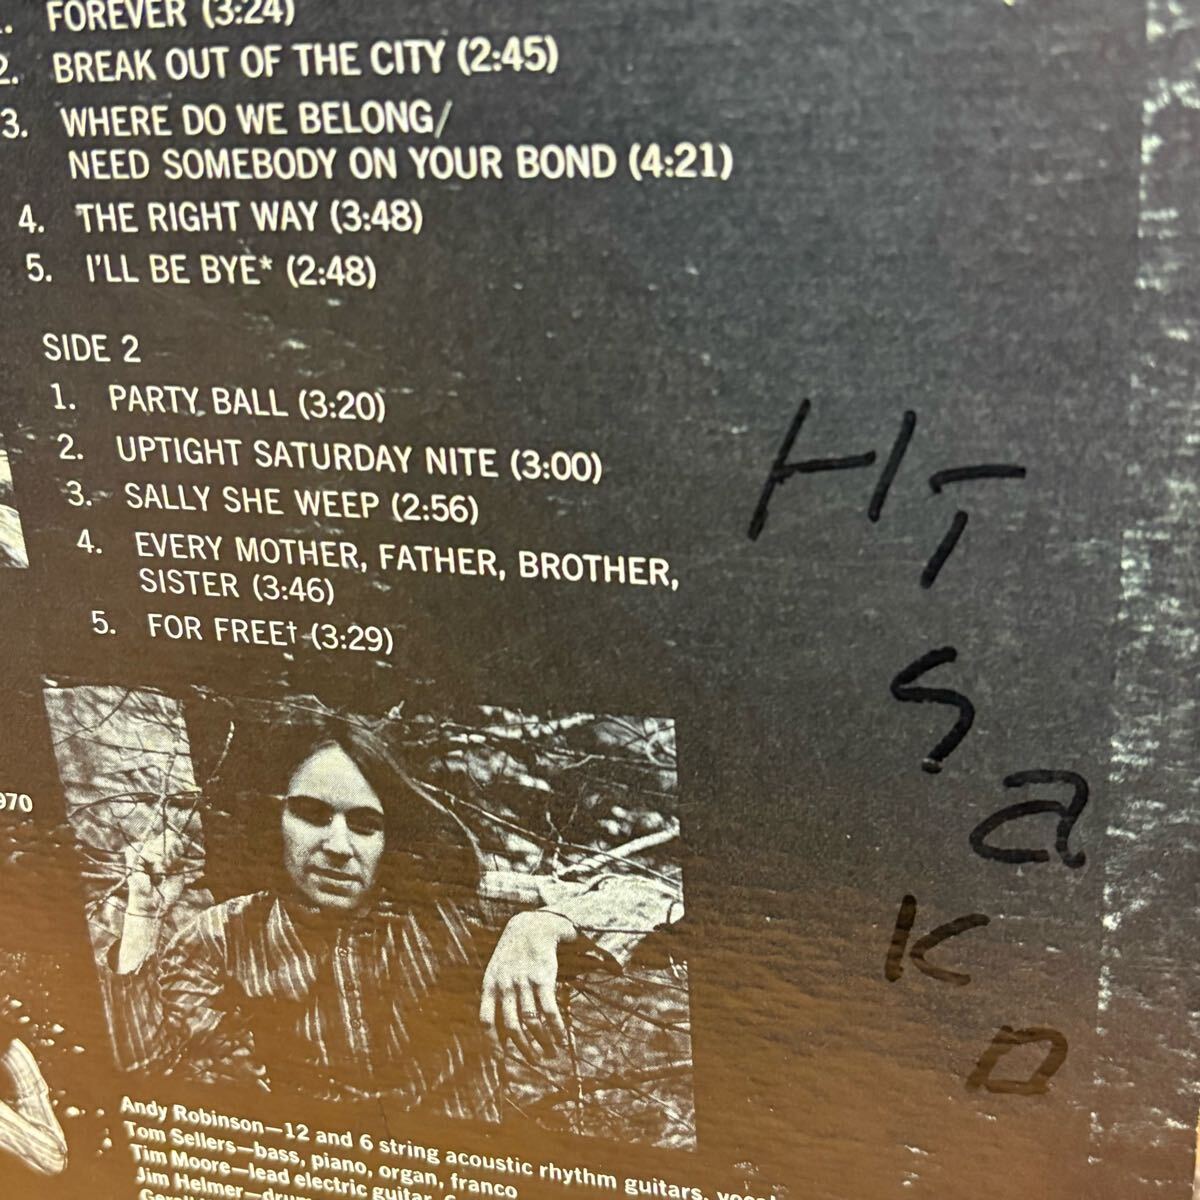 1. FOREVER (3:24)
2. BREAK OUT OF THE CITY (2:45)
3. WHERE DO WE BELONG/
NEED SOMEBODY ON YOUR BOND (4:21)
4. THE RIGHT WAY (3:48)
5. I'LL BE BYE* (2:48)
SIDE 2
1. PARTY BALL (3:20)
2. UPTIGHT SATURDAY NITE (3:00)
3. SALLY SHE WEEP (2:56)
4. EVERY MOTHER, FATHER, BROTHER,
SISTER (3:46)
5. FOR FREE† (3:29)
H I
s
a
K
o
970
Andy Robinson—12 and 6 string acoustic rhythm guitars,
Tom Sellers—bass, piano, organ, franco
Tim Moore—lead electric guitar,
Jim Helmer—